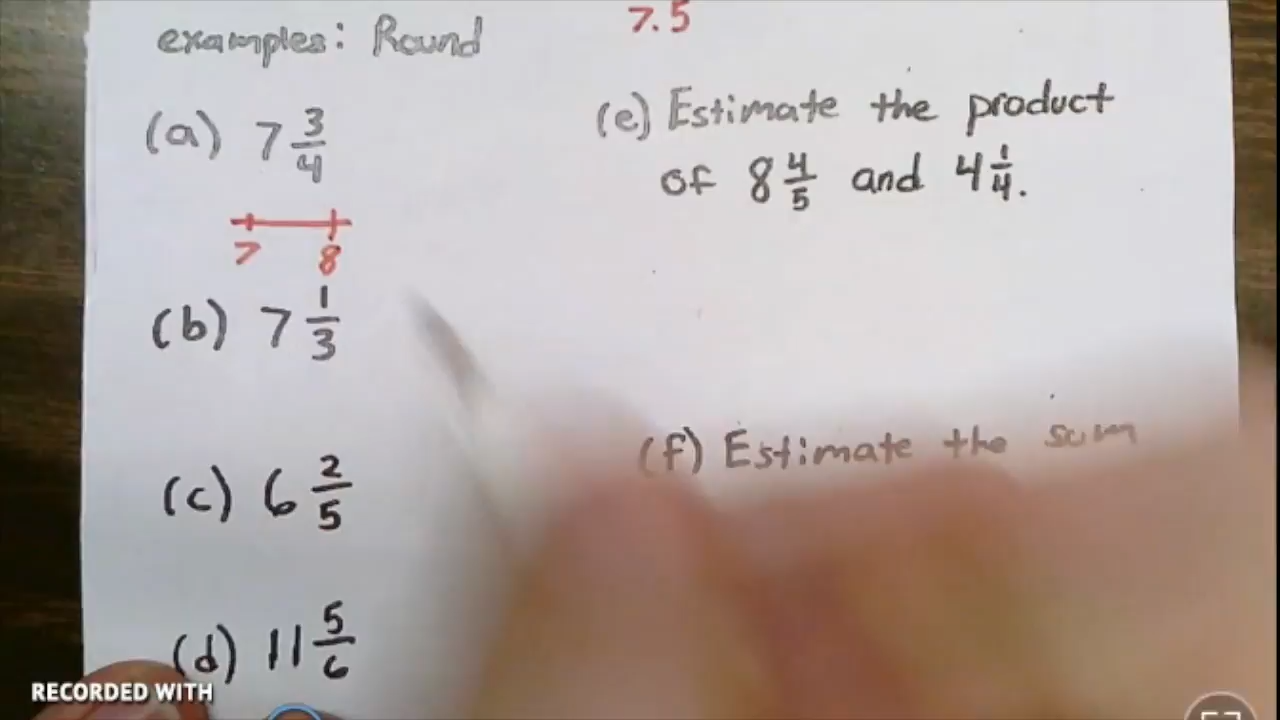 examples: Round
(a) 7 3/4
7 8
(b) 7 1/3
(c) 6 2/5
(d) 11 5/6
7.5
(e) Estimate the product
of 8 4/5 and 4 1/4.
(f) Estimate the sum
RECORDED WITH